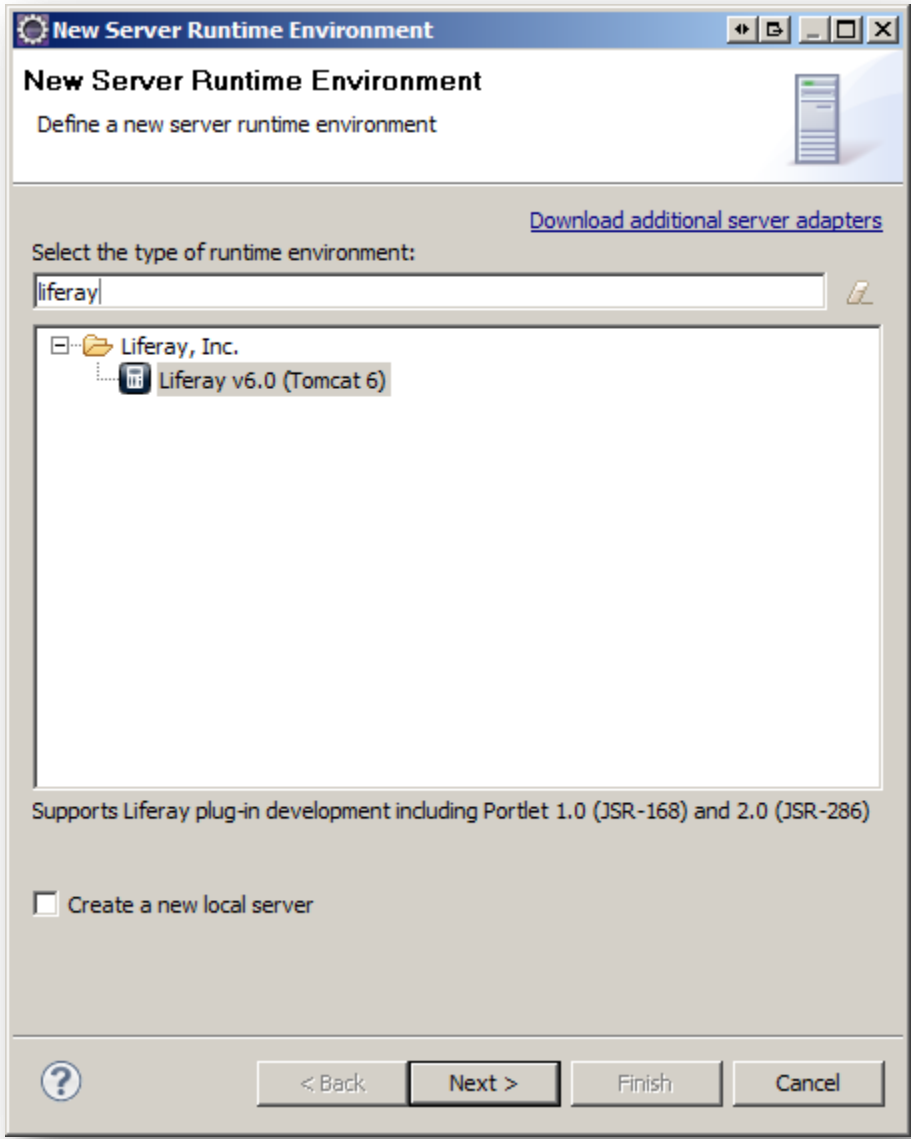 New Server Runtime Environment
New Server Runtime Environment
Define a new server runtime environment
Download additional server adapters
Select the type of runtime environment:
liferay
Liferay, Inc.
Liferay v6.0 (Tomcat 6)
Supports Liferay plug-in development including Portlet 1.0 (JSR-168) and 2.0 (JSR-286)
Create a new local server
? < Back Next > Finish Cancel